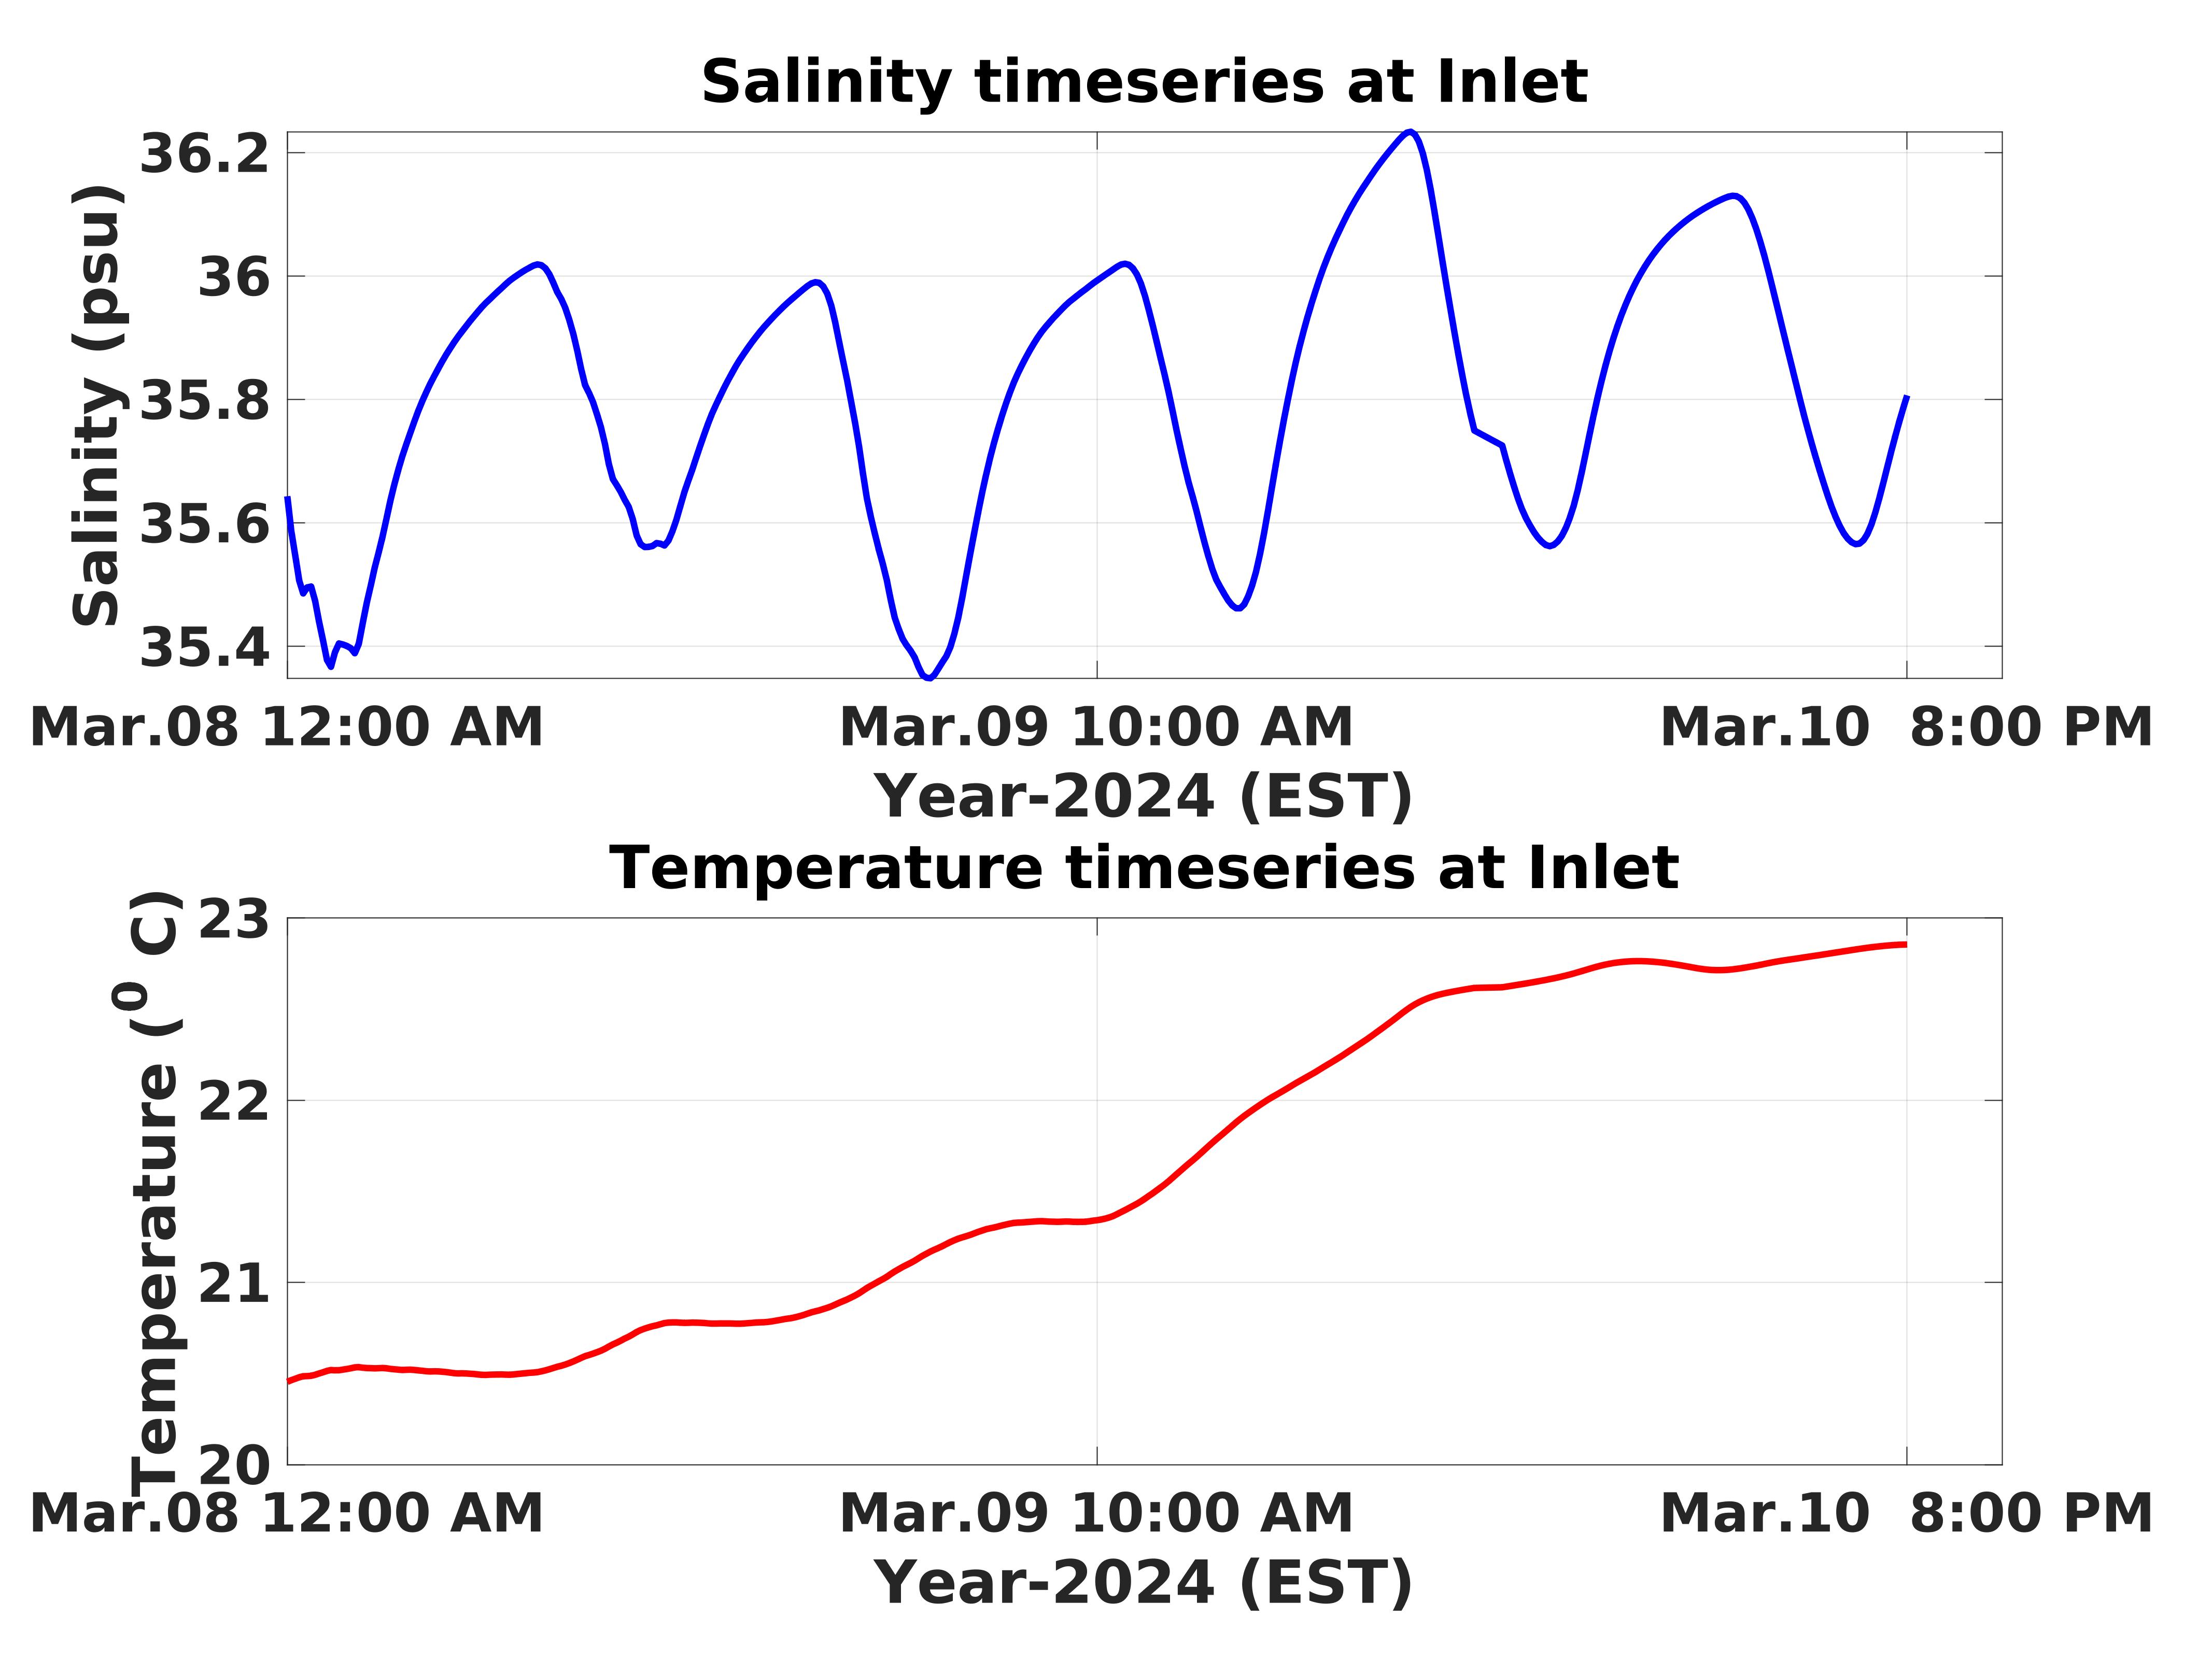 Salinity timeseries at Inlet
Salinity (psu)
36.2
36
35.8
35.6
35.4
Mar.08 12:00 AM Mar.09 10:00 AM Mar.10 8:00 PM
Year-2024 (EST)
Temperature timeseries at Inlet
Temperature (⁰ C)
23
22
21
20
Mar.08 12:00 AM Mar.09 10:00 AM Mar.10 8:00 PM
Year-2024 (EST)